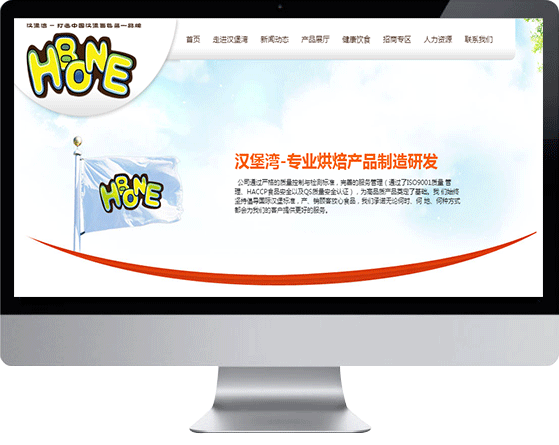 汉堡湾 - 打造中国汉堡面包第一品牌
HBONE
首页 走进汉堡湾 新闻动态 产品展厅 健康饮食 招商专区 人力资源 联系我们
汉堡湾-专业烘焙产品制造研发
HBONE
公司通过严格的质量控制与检测标准，完善的服务管理（通过了ISO9001质量 管
理、HACCP食品安全以及QS质量安全认证），为高品质产品奠定了基础。我们始终
坚持倡导国际汉堡标准，产、销顾客放心食品，我们承诺无论何时、何 地、何种方式
都会力我们的客户提供更好的服务。